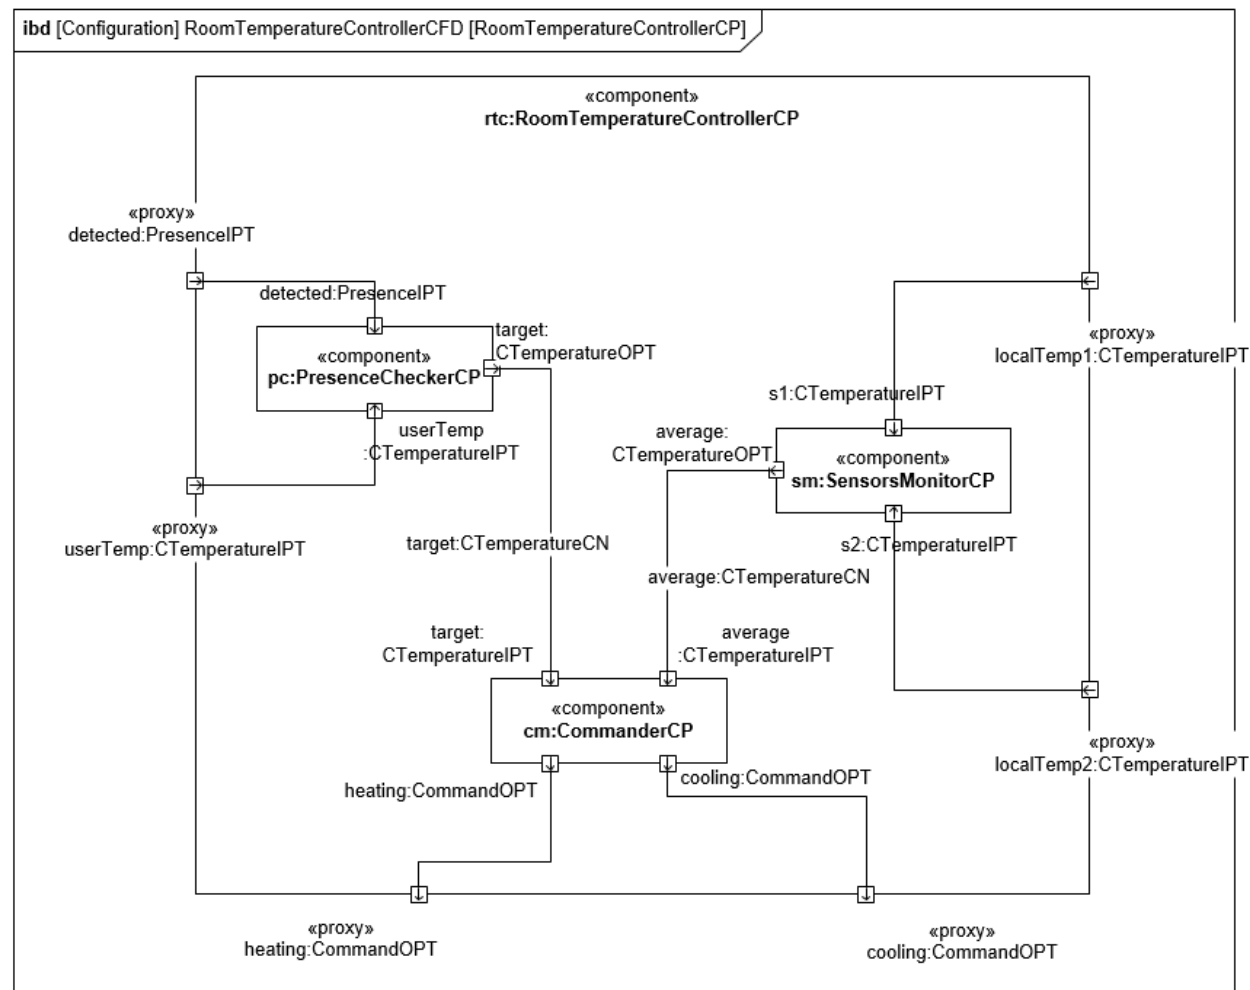 ibd [Configuration] RoomTemperatureControllerCFD [RoomTemperatureControllerCP]
«component»
rtc:RoomTemperatureControllerCP
«proxy»
detected:PresenceIPT
detected:PresenceIPT
«component»
pc:PresenceCheckerCP
target:
CTemperatureOPT
userTemp
:CTemperatureIPT
«proxy»
userTemp:CTemperatureIPT
«proxy»
localTemp1:CTemperatureIPT
s1:CTemperatureIPT
average:
CTemperatureOPT
«component»
sm:SensorsMonitorCP
s2:CTemperatureIPT
target:CTemperatureCN
average:CTemperatureCN
target:
CTemperatureIPT
average
:CTemperatureIPT
«component»
cm:CommanderCP
«proxy»
localTemp2:CTemperatureIPT
heating:CommandOPT
cooling:CommandOPT
«proxy»
heating:CommandOPT
«proxy»
cooling:CommandOPT